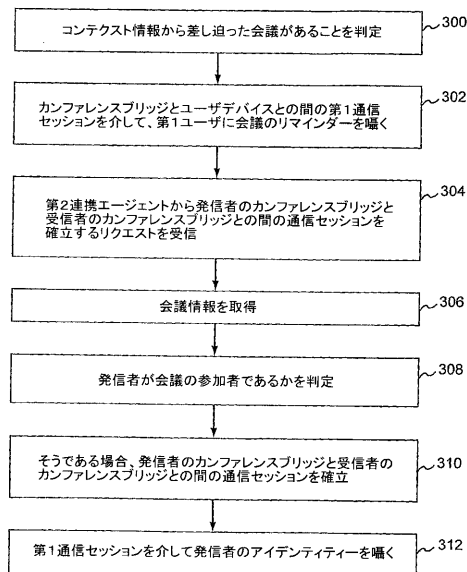 コンテクスト情報から差し迫った会議があることを判定
300
カンファレンスブリッジとユーザデバイスとの間の第1通信
セッションを介して、第1ユーザに会議のリマインダーを囁く
302
第2連携エージェントから発信者のカンファレンスブリッジと
受信者のカンファレンスブリッジとの間の通信セッションを
確立するリクエストを受信
304
会議情報を取得
306
発信者が会議の参加者であるかを判定
308
そうである場合、発信者のカンファレンスブリッジと受信者の
カンファレンスブリッジとの間の通信セッションを確立
310
第1通信セッションを介して発信者のアイデンティティーを囁く
312